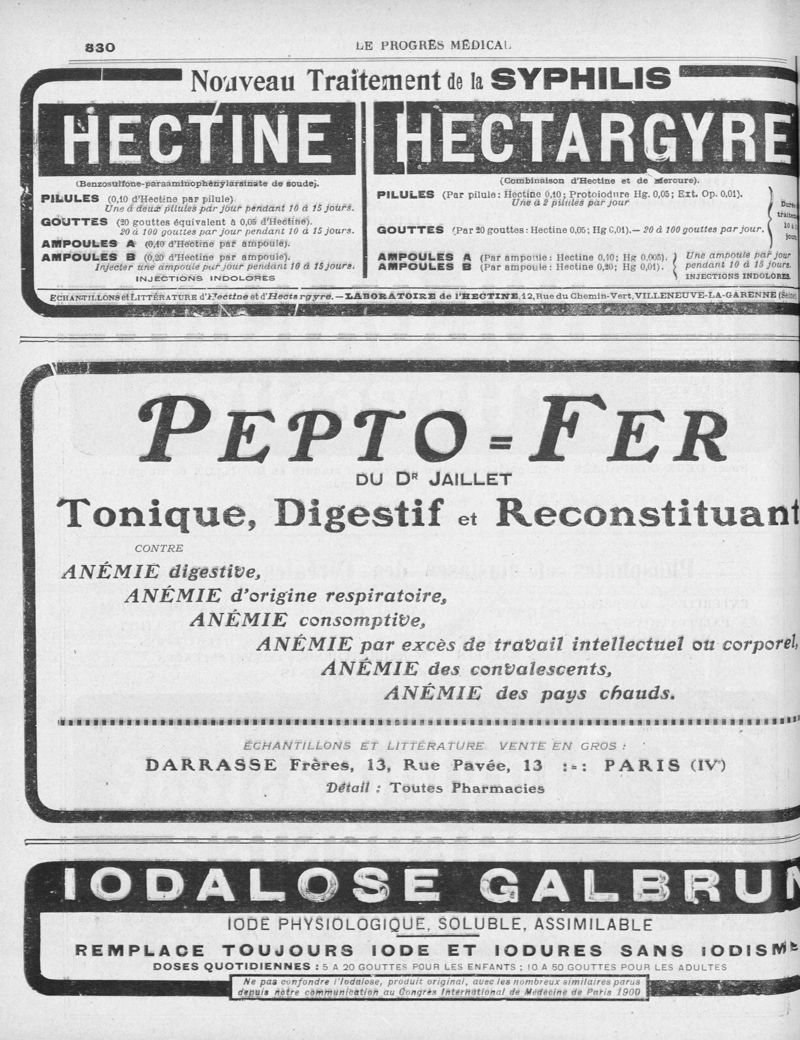 830
LE PROGRÈS MÉDICAL
Nouveau Traitement de la SYPHILIS
HECTINE
(Benzosulfone-paraaminophénylarsinate de soude).
PILULES (0,10 d'Hectine par pilule).
Une à deux pilules par jour pendant 10 à 15 jours.
GOUTTES (20 gouttes équivalent à 0,05 d'Hectine).
20 à 100 gouttes par jour pendant 10 à 15 jours.
AMPOULES A (0,10 d'Hectine par ampoule).
AMPOULES B (0,20 d'Hectine par ampoule).
Injecter une ampoule par jour pendant 10 à 15 jours.
INJECTIONS INDOLORES
HECTARGYRE
(Combinaison d'Hectine et de Mercure).
PILULES (Par pilule: Hectine 0,10; Protoiodure Hg. 0,05; Ext. Op. 0,01).
Une à 2 pilules par jour
GOUTTES (Par 20 gouttes: Hectine 0,05; Hg 0,01).— 20 à 100 gouttes par jour.
Duré
traiteme
10 à
jours
AMPOULES A (Par ampoule: Hectine 0,10; Hg 0,005).
AMPOULES B (Par ampoule: Hectine 0,20; Hg 0,01).
Une ampoule par jour
pendant 10 à 15 jours.
INJECTIONS INDOLORES.
ÉCHANTILLONS et LITTÉRATURE d'Hectine et d'Hectargyre.—LABORATOIRE de l'HECTINE, 12, Rue du Chemin-Vert, VILLENEUVE-LA-GARENNE (Seine)
PEPTO=FER
DU DR JAILLET
Tonique, Digestif et Reconstituant
CONTRE
ANÉMIE digestive,
ANÉMIE d'origine respiratoire,
ANÉMIE consomptive,
ANÉMIE par excès de travail intellectuel ou corporel,
ANÉMIE des convalescents,
ANÉMIE des pays chauds.
ÉCHANTILLONS ET LITTÉRATURE VENTE EN GROS :
DARRASSE Frères, 13, Rue Pavée, 13 :=: PARIS (IVe)
Détail : Toutes Pharmacies
IODALOSE GALBRUN
IODE PHYSIOLOGIQUE, SOLUBLE, ASSIMILABLE
REMPLACE TOUJOURS IODE ET IODURES SANS IODISME
DOSES QUOTIDIENNES : 5 A 20 GOUTTES POUR LES ENFANTS ; 10 A 50 GOUTTES POUR LES ADULTES
Ne pas confondre l'Iodalose, produit original, avec les nombreux similaires parus
depuis notre communication au Congrès International de Médecine de Paris 1900